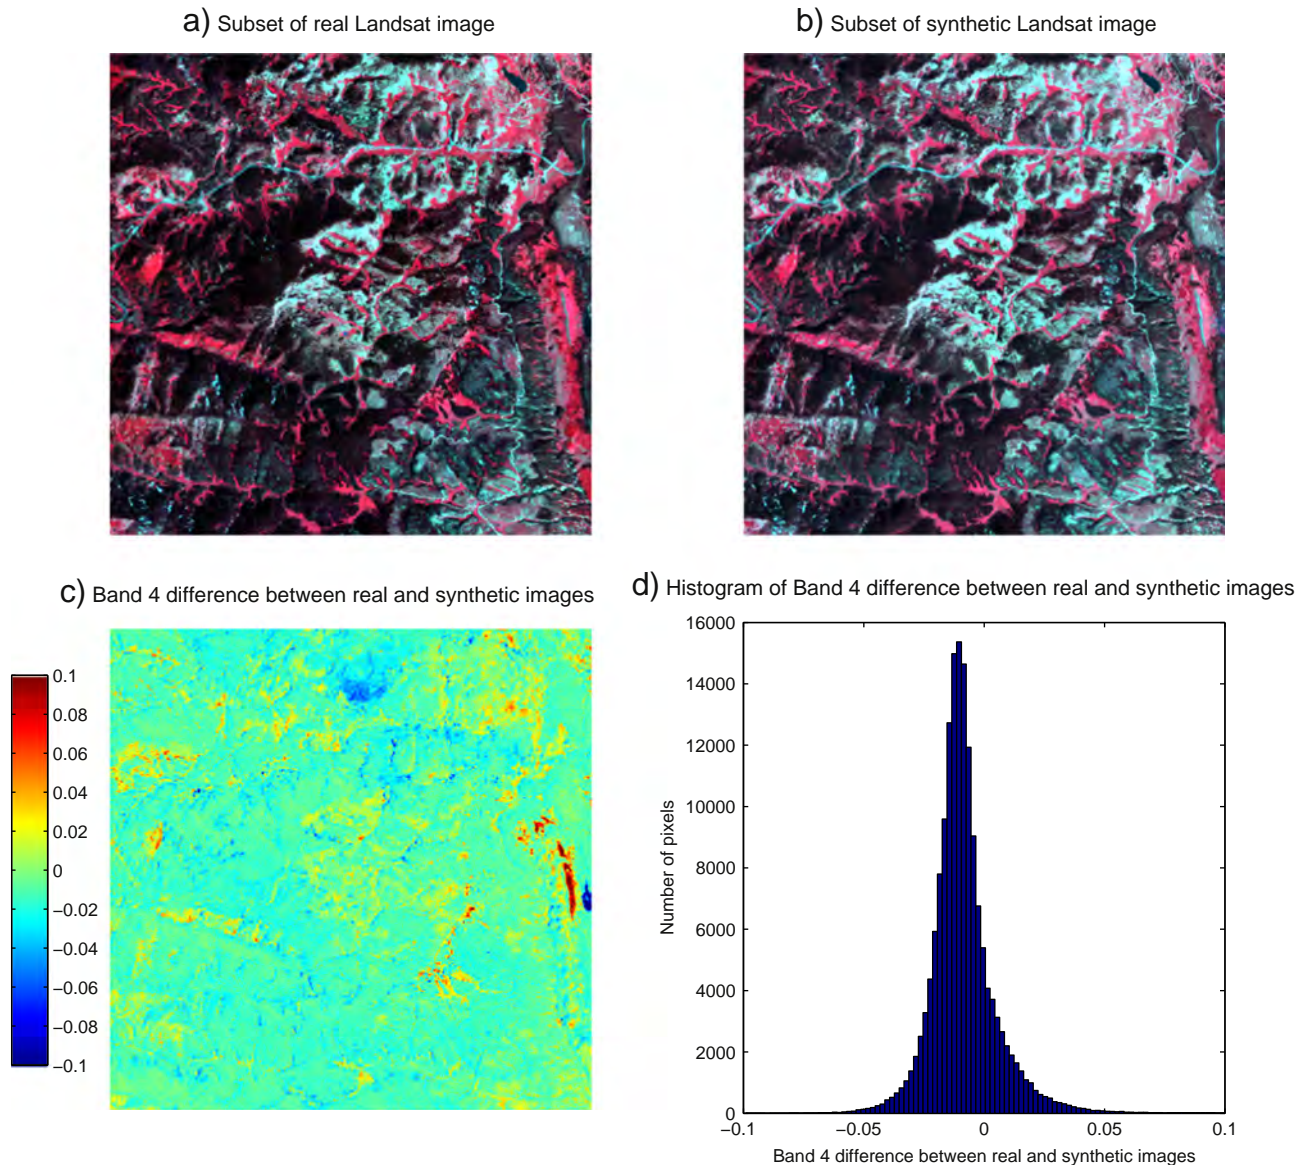 a) Subset of real Landsat image
b) Subset of synthetic Landsat image
c) Band 4 difference between real and synthetic images
0.1
0.08
0.06
0.04
0.02
0
−0.02
−0.04
−0.06
−0.08
−0.1
d) Histogram of Band 4 difference between real and synthetic images
16000
14000
12000
10000
8000
6000
4000
2000
0
Number of pixels
−0.1 −0.05 0 0.05 0.1
Band 4 difference between real and synthetic images